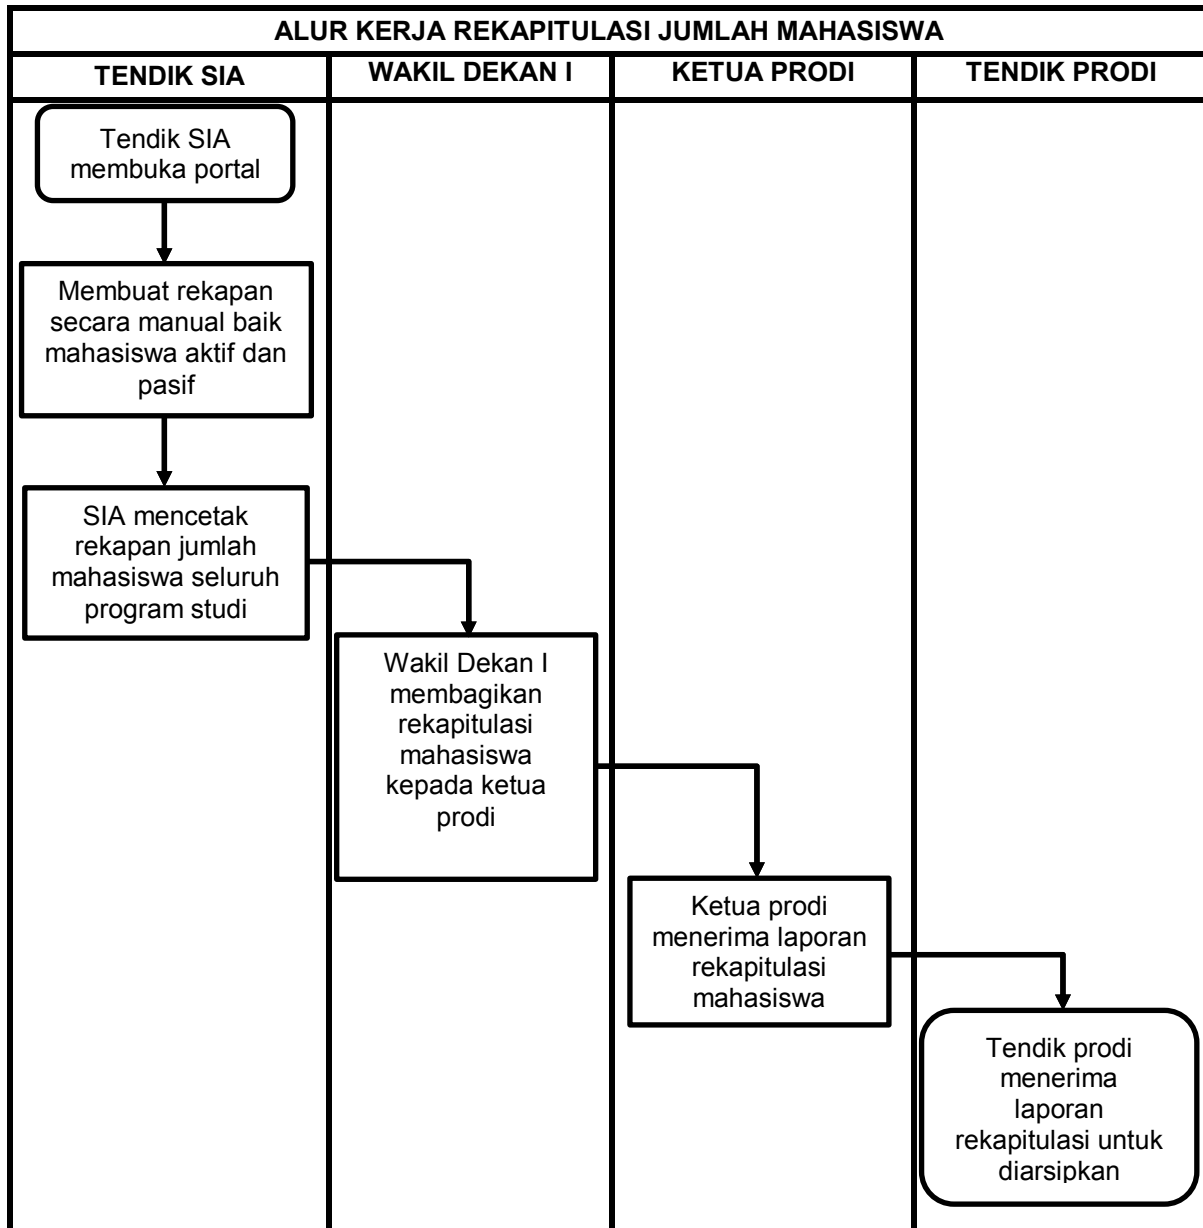 ALUR KERJA REKAPITULASI JUMLAH MAHASISWA
TENDIK SIA
WAKIL DEKAN I
KETUA PRODI
TENDIK PRODI
Tendik SIA
membuka portal
Membuat rekapan
secara manual baik
mahasiswa aktif dan
pasif
SIA mencetak
rekapan jumlah
mahasiswa seluruh
program studi
Wakil Dekan I
membagikan
rekapitulasi
mahasiswa
kepada ketua
prodi
Ketua prodi
menerima laporan
rekapitulasi
mahasiswa
Tendik prodi
menerima
laporan
rekapitulasi untuk
diarsipkan